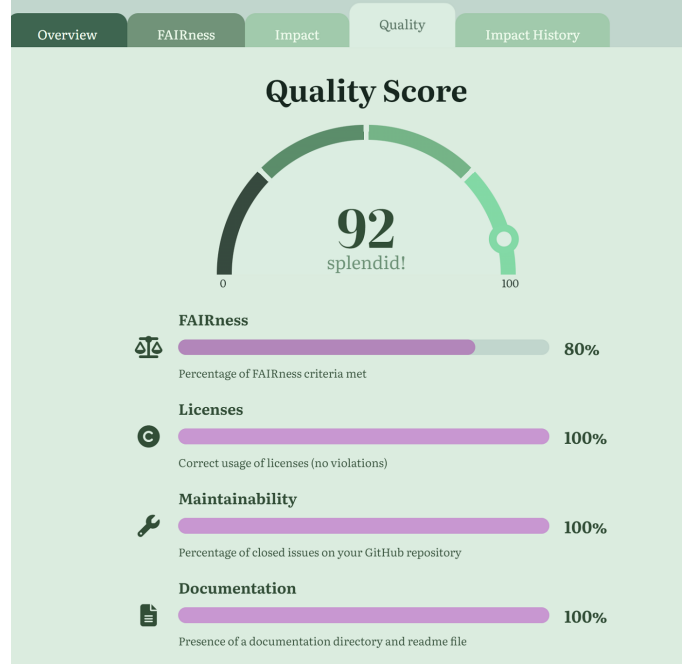 Overview
FAIRness
Impact
Quality
Impact History
Quality Score
92
splendid!
0
100
FAIRness
80%
Percentage of FAIRness criteria met
Licenses
100%
Correct usage of licenses (no violations)
Maintainability
100%
Percentage of closed issues on your GitHub repository
Documentation
100%
Presence of a documentation directory and readme file